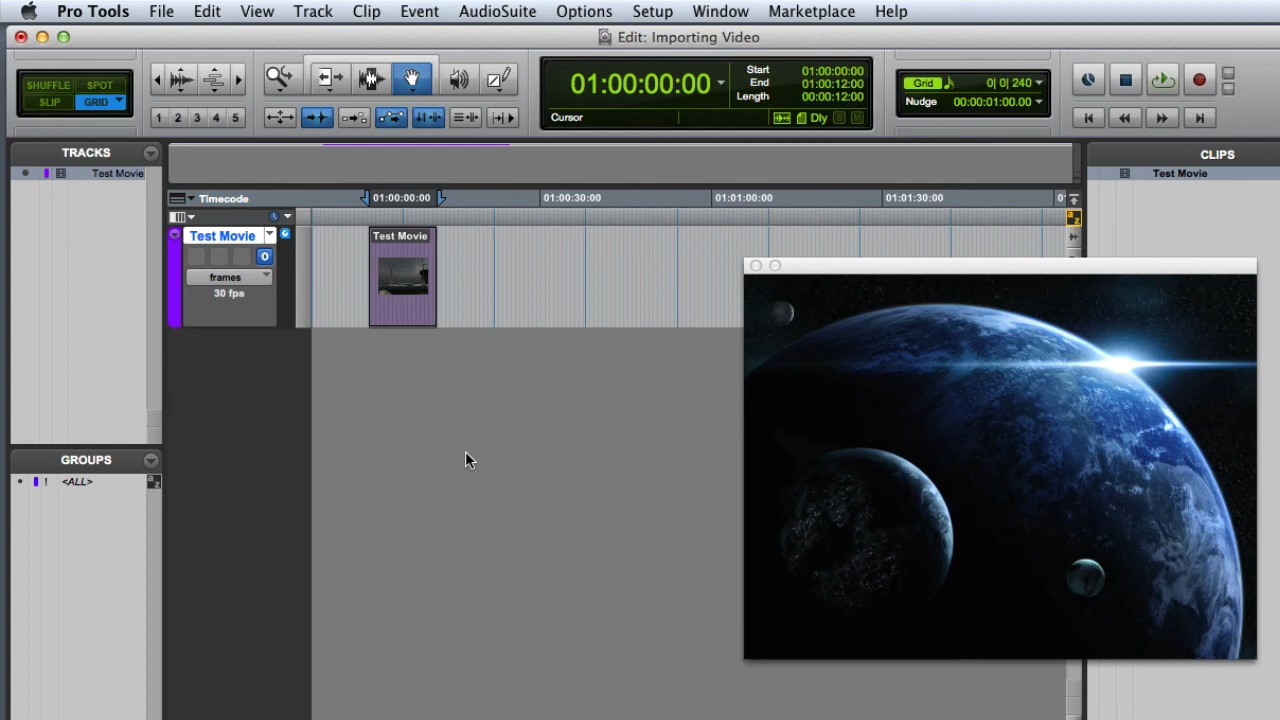 Pro Tools File Edit View Track Clip Event AudioSuite Options Setup Window Marketplace Help
Edit: Importing Video
SHUFFLE SPOT
SLIP GRID
1 2 3 4 5
01:00:00:00
Start 01:00:00:00
End 01:00:12:00
Length 00:00:12:00
Cursor
Dly S M
Grid 0| 0| 240
Nudge 00:00:01:00.00
TRACKS
Test Movie
Timecode 01:00:00:00 01:00:30:00 01:01:00:00 01:01:30:00
CLIPS
Test Movie
a z
Test Movie
O
frames
30 fps
Test Movie
GROUPS
! <ALL>
a z